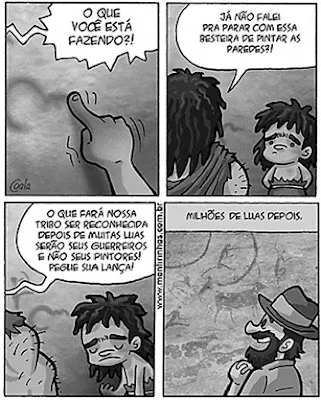 O QUE
VOCÊ ESTÁ
FAZENDO?!
Coala
JÁ NÃO FALEI
PRA PARAR COM ESSA
BESTEIRA DE PINTAR AS
PAREDES?!
O QUE FARÁ NOSSA
TRIBO SER RECONHECIDA
DEPOIS DE MUITAS LUAS
SERÃO SEUS GUERREIROS
E NÃO SEUS PINTORES!
PEGUE SUA LANÇA!
www.mentirinhas.com.br
MILHÕES DE LUAS DEPOIS.